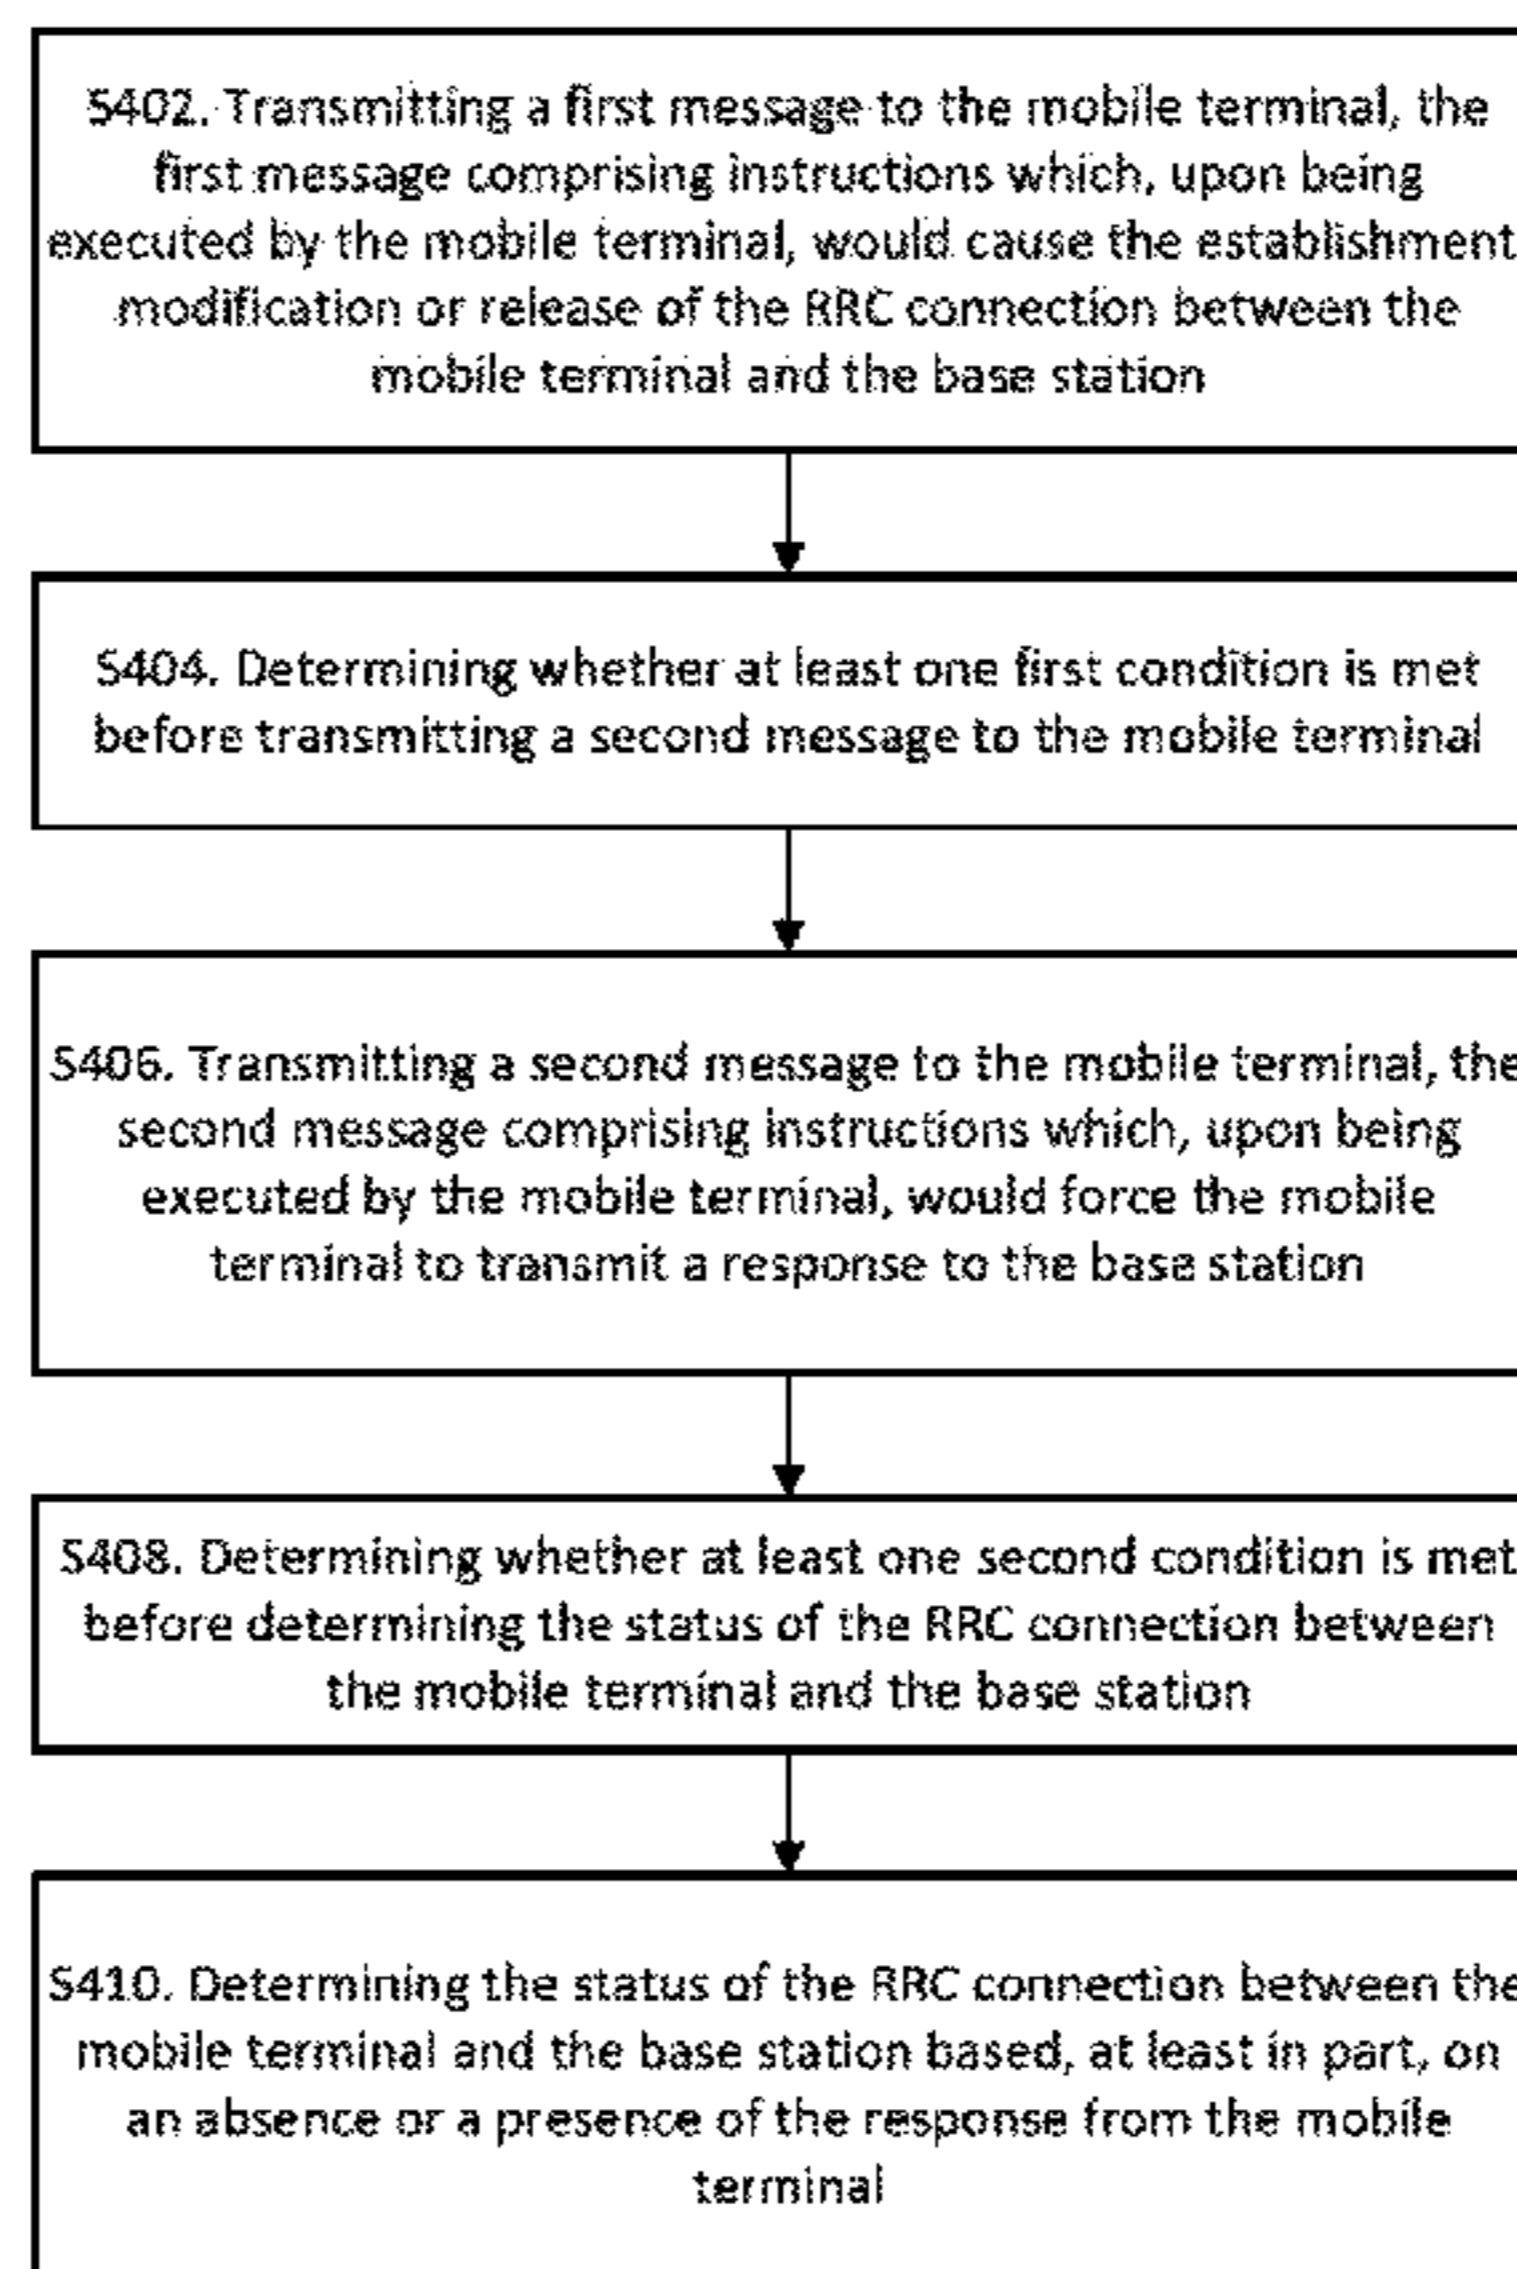 S402. Transmitting a first message to the mobile terminal, the
first message comprising instructions which, upon being
executed by the mobile terminal, would cause the establishment
modification or release of the RRC connection between the
mobile terminal and the base station
S404. Determining whether at least one first condition is met
before transmitting a second message to the mobile terminal
S406. Transmitting a second message to the mobile terminal, the
second message comprising instructions which, upon being
executed by the mobile terminal, would force the mobile
terminal to transmit a response to the base station
S408. Determining whether at least one second condition is met
before determining the status of the RRC connection between
the mobile terminal and the base station
S410. Determining the status of the RRC connection between the
mobile terminal and the base station based, at least in part, on
an absence or a presence of the response from the mobile
terminal